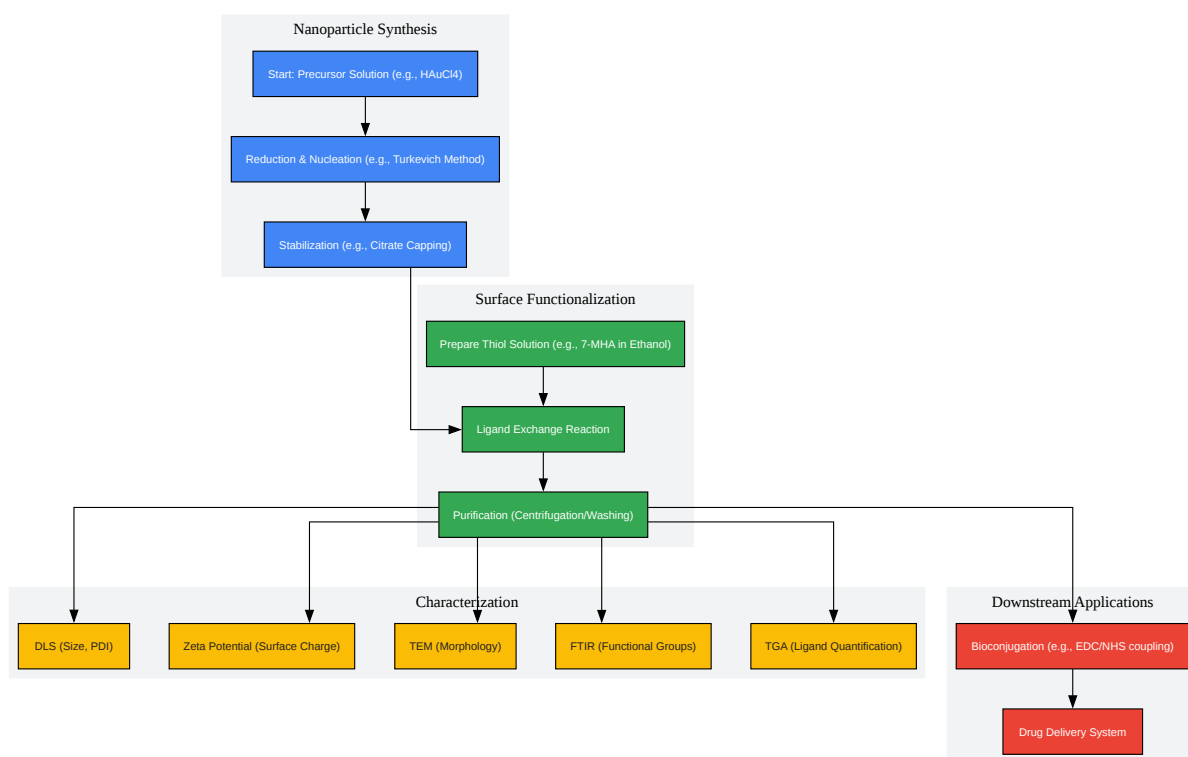 Nanoparticle Synthesis
Start: Precursor Solution (e.g., HAuCl4)
Reduction & Nucleation (e.g., Turkevich Method)
Stabilization (e.g., Citrate Capping)
Surface Functionalization
Prepare Thiol Solution (e.g., 7-MHA in Ethanol)
Ligand Exchange Reaction
Purification (Centrifugation/Washing)
Characterization
DLS (Size, PDI)
Zeta Potential (Surface Charge)
TEM (Morphology)
FTIR (Functional Groups)
TGA (Ligand Quantification)
Downstream Applications
Bioconjugation (e.g., EDC/NHS coupling)
Drug Delivery System